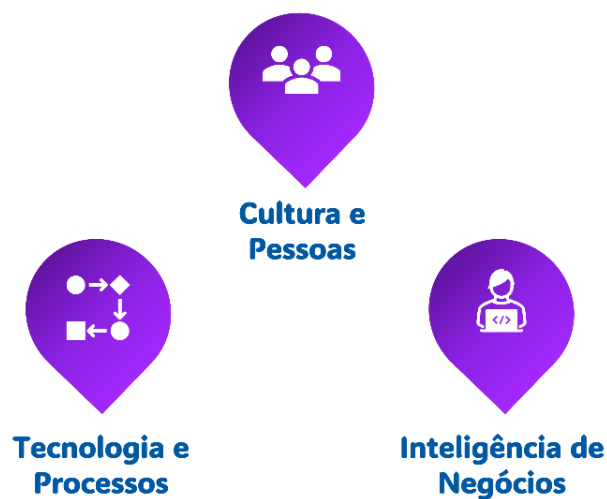 Cultura e
Pessoas
Tecnologia e
Processos
Inteligência de
Negócios